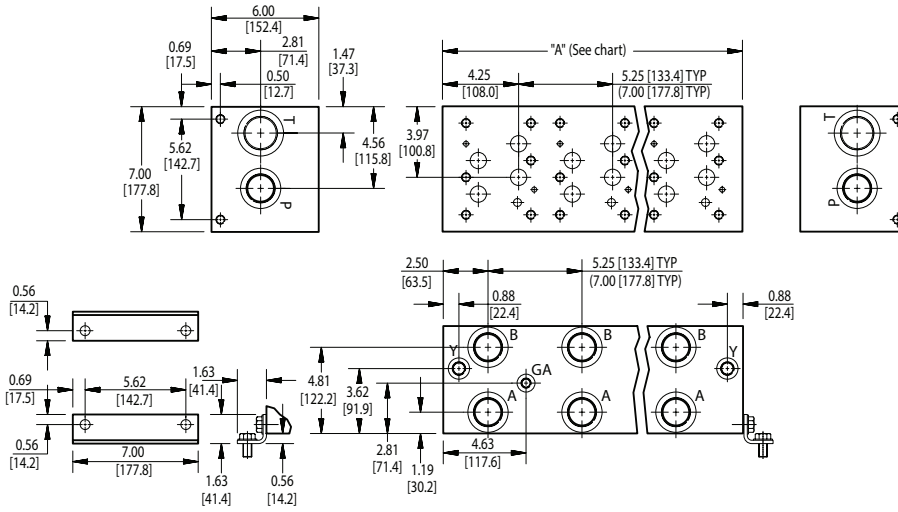 6.00
[152.4]
2.81
[71.4]
0.69
[17.5]
0.50
[12.7]
1.47
[37.3]
T
P
5.62
[142.7]
7.00
[177.8]
4.56
[115.8]
"A" (See chart)
4.25
[108.0]
5.25 [133.4] TYP
(7.00 [177.8] TYP)
3.97
[100.8]
T
P
0.56
[14.2]
0.69
[17.5]
5.62
[142.7]
0.56
[14.2]
7.00
[177.8]
1.63
[41.4]
1.63
[41.4]
0.56
[14.2]
2.50
[63.5]
5.25 [133.4] TYP
(7.00 [177.8] TYP)
0.88
[22.4]
0.88
[22.4]
B
B
B
Y
Y
GA
A
A
A
4.81
[122.2]
3.62
[91.9]
2.81
[71.4]
1.19
[30.2]
4.63
[117.6]